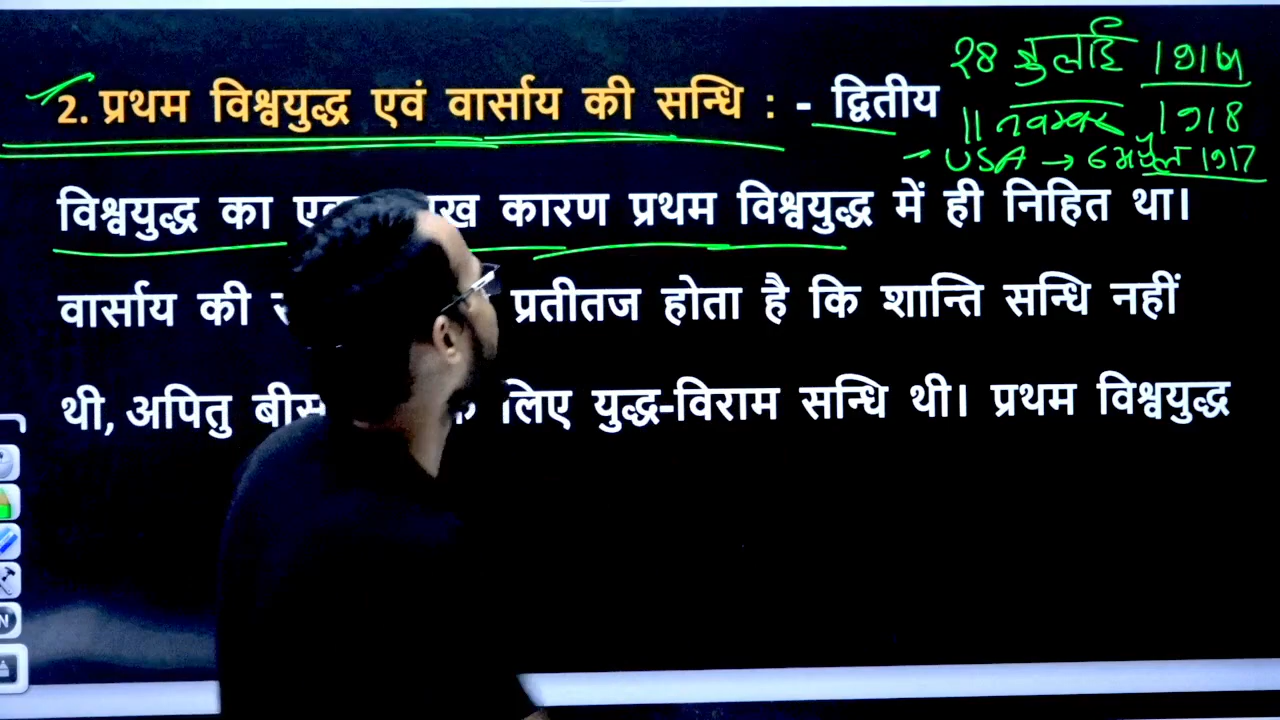 28 जुलाई 1914
2. प्रथम विश्वयुद्ध एवं वार्साय की सन्धि : - द्वितीय
11 नवम्बर 1918
- USA → 6 अप्रैल 1917
विश्वयुद्ध का कारण प्रथम विश्वयुद्ध में ही निहित था।
वार्साय की प्रतीतज होता है कि शान्ति सन्धि नहीं
थी, अपितु लिए युद्ध-विराम सन्धि थी। प्रथम विश्वयुद्ध
N